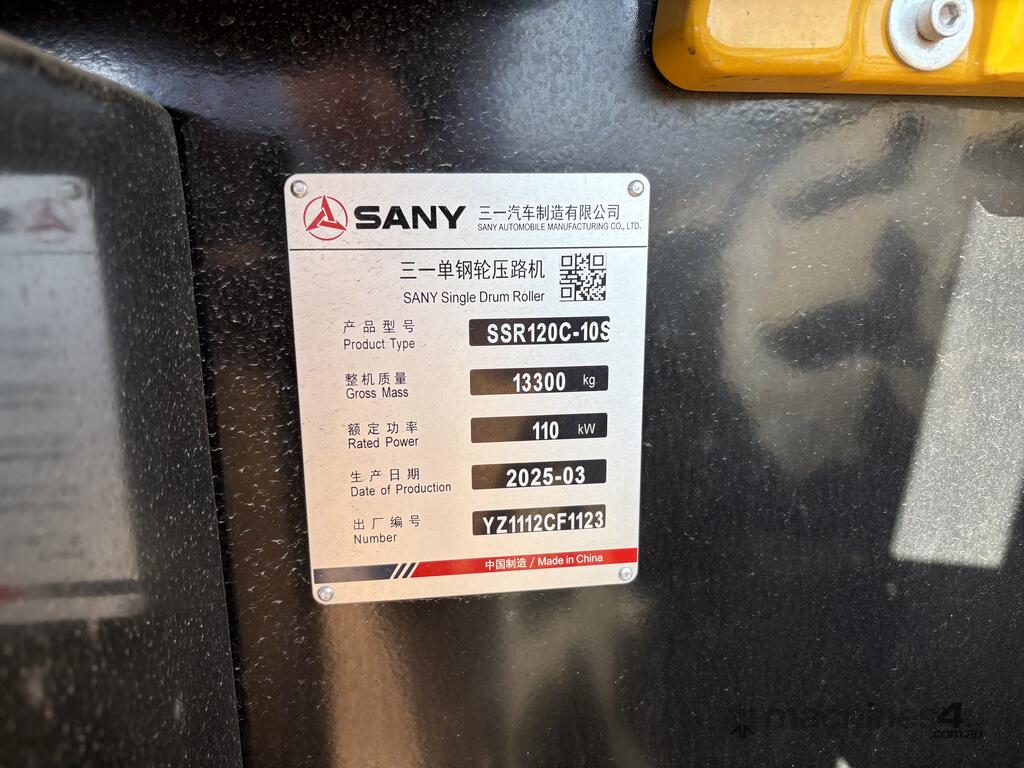 SANY 三一汽车制造有限公司
SANY AUTOMOBILE MANUFACTURING CO., LTD.
三一单钢轮压路机
SANY Single Drum Roller
产品型号 SSR120C-10S
Product Type
整机质量 13300 kg
Gross Mass
额定功率 110 kW
Rated Power
生产日期 2025-03
Date of Production
出厂编号 YZ1112CF1123
Number
中国制造 / Made in China
machines4u
.com.au